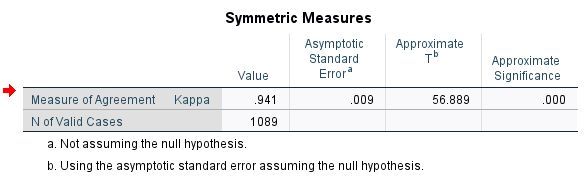 Symmetric Measures
Value Asymptotic Standard Error a Approximate T b Approximate Significance
Measure of Agreement Kappa .941 .009 56.889 .000
N of Valid Cases 1089
a. Not assuming the null hypothesis.
b. Using the asymptotic standard error assuming the null hypothesis.